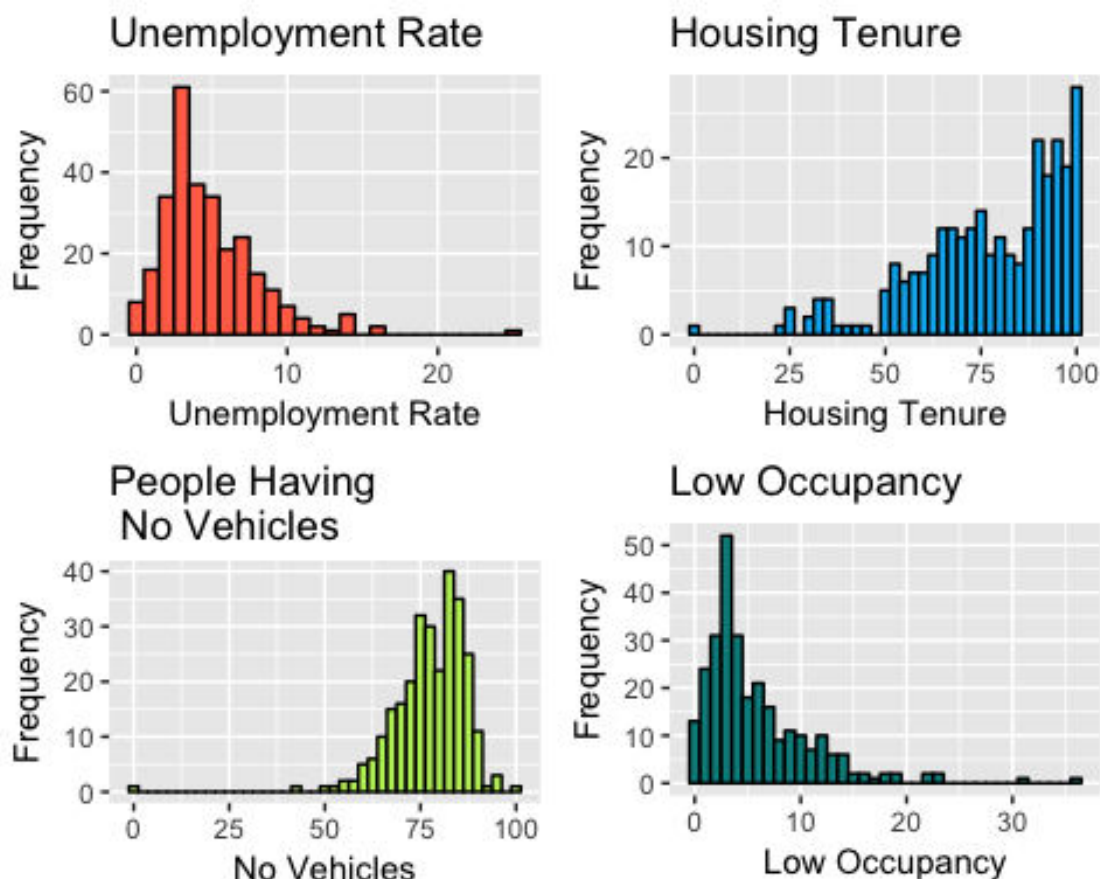 Unemployment Rate
Frequency
60
40
20
0
0 10 20
Unemployment Rate
Housing Tenure
Frequency
20
10
0
0 25 50 75 100
Housing Tenure
People Having
No Vehicles
Frequency
40
30
20
10
0
0 25 50 75 100
No Vehicles
Low Occupancy
Frequency
50
40
30
20
10
0
0 10 20 30
Low Occupancy